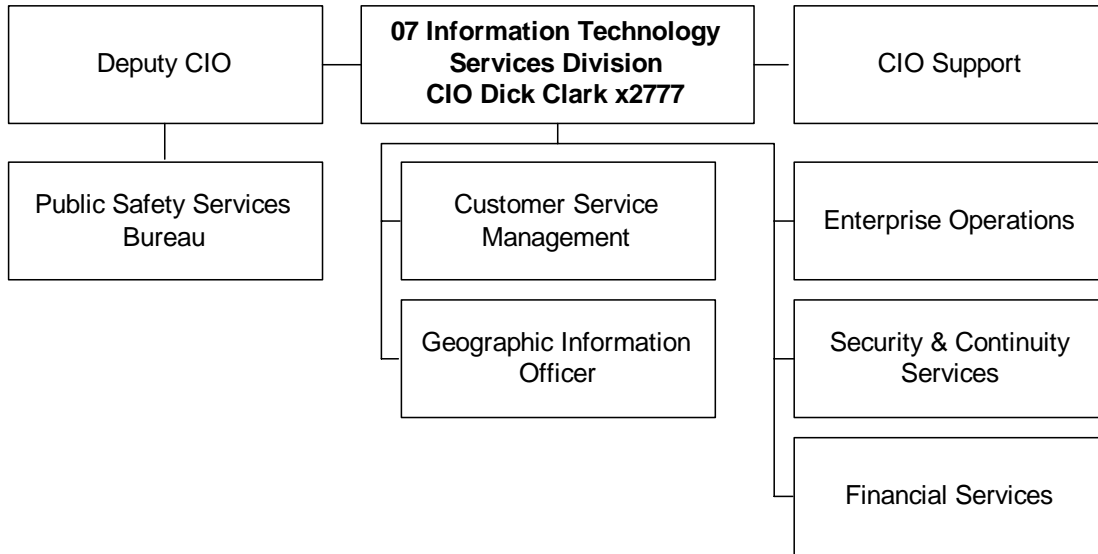 Deputy CIO
07 Information Technology
Services Division
CIO Dick Clark x2777
CIO Support
Public Safety Services
Bureau
Customer Service
Management
Enterprise Operations
Geographic Information
Officer
Security & Continuity
Services
Financial Services